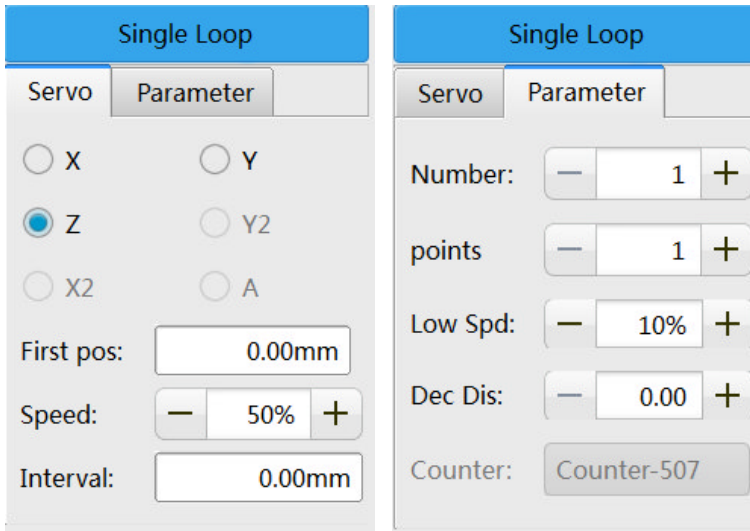 Single Loop
Servo Parameter
X Y
Z Y2
X2 A
First pos: 0.00mm
Speed: 50%
Interval: 0.00mm
Single Loop
Servo Parameter
Number: 1
points 1
Low Spd: 10%
Dec Dis: 0.00
Counter: Counter-507